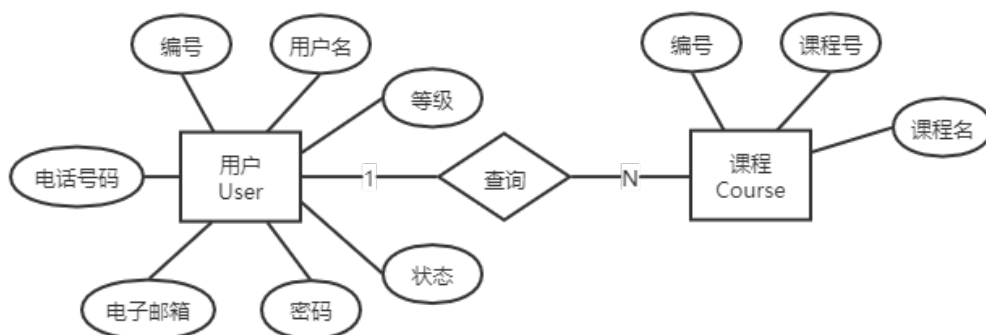 编号
用户名
编号
课程号
等级
课程名
电话号码
用户
User
1
查询
N
课程
Course
状态
电子邮箱
密码